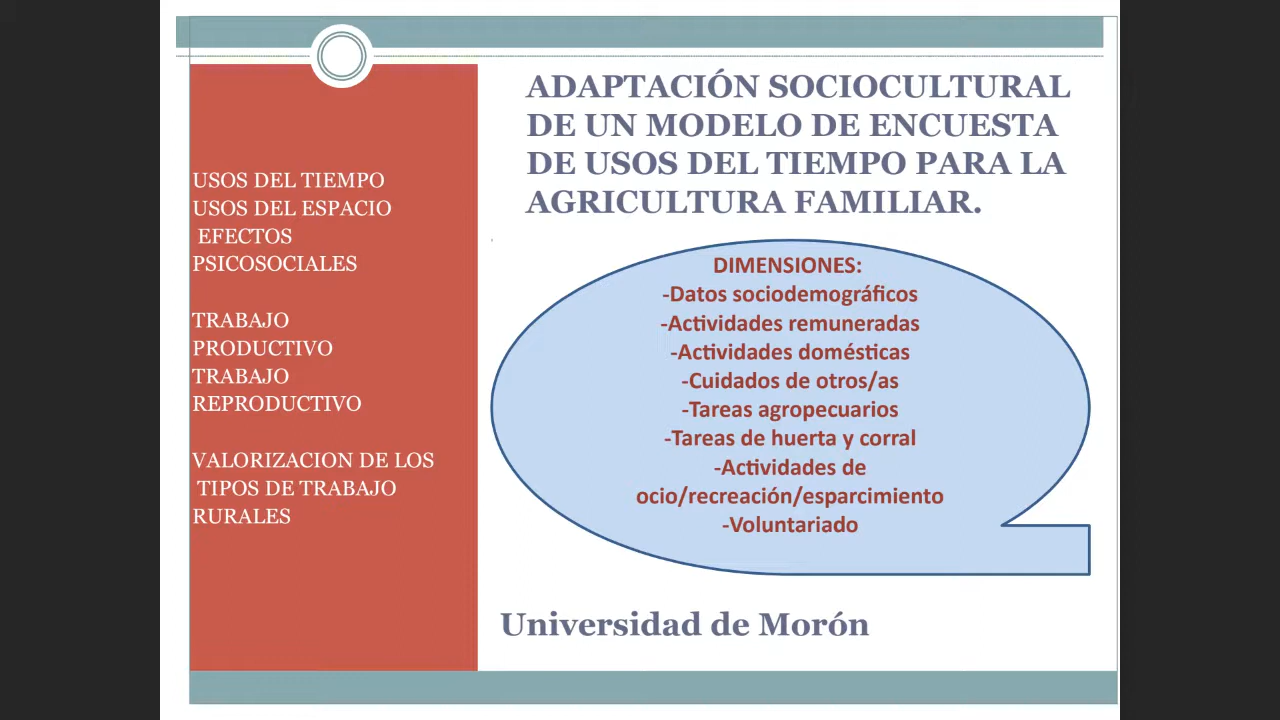 USOS DEL TIEMPO
USOS DEL ESPACIO
EFECTOS
PSICOSOCIALES
TRABAJO
PRODUCTIVO
TRABAJO
REPRODUCTIVO
VALORIZACION DE LOS
TIPOS DE TRABAJO
RURALES
ADAPTACIÓN SOCIOCULTURAL
DE UN MODELO DE ENCUESTA
DE USOS DEL TIEMPO PARA LA
AGRICULTURA FAMILIAR.
DIMENSIONES:
-Datos sociodemográficos
-Actividades remuneradas
-Actividades domésticas
-Cuidados de otros/as
-Tareas agropecuarios
-Tareas de huerta y corral
-Actividades de
ocio/recreación/esparcimiento
-Voluntariado
Universidad de Morón